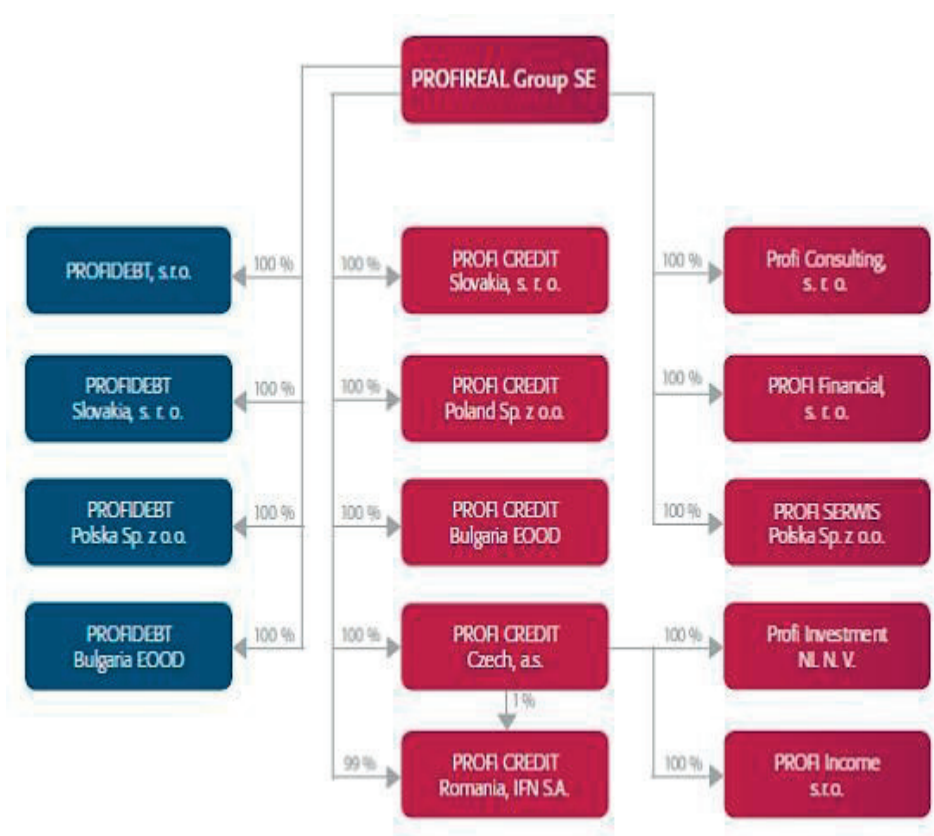 PROFIREAL Group SE
PROFIDEBT, s.r.o.
100 %
100 %
PROFI CREDIT
Slovakia, s. r. o.
100 %
Profi Consulting,
s. r. o.
PROFIDEBT
Slovakia, s. r. o.
100 %
100 %
PROFI CREDIT
Poland Sp. z o.o.
100 %
PROFI Financial,
s. r. o.
PROFIDEBT
Polska Sp. z o.o.
100 %
100 %
PROFI CREDIT
Bulgaria EOOD
PROFI SERWIS
Polska Sp. z o.o.
100 %
PROFIDEBT
Bulgaria EOOD
100 %
100 %
PROFI CREDIT
Czech, a.s.
100 %
Profi Investment
NL N. V.
1 %
99 %
PROFI CREDIT
Romania, IFN S.A.
100 %
PROFI Income
s.r.o.